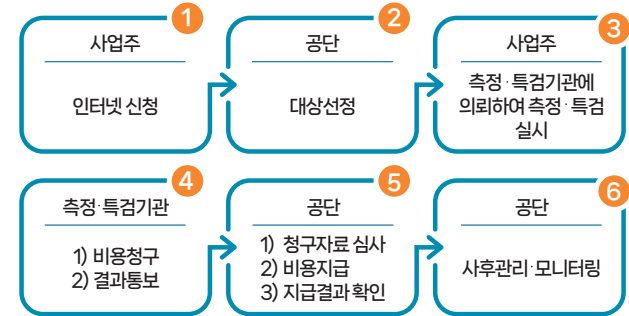 1
사업주
인터넷 신청
2
공단
대상선정
3
사업주
측정·특검기관에
의뢰하여 측정·특검
실시
4
측정·특검기관
1) 비용청구
2) 결과통보
5
공단
1) 청구자료 심사
2) 비용지급
3) 지급결과 확인
6
공단
사후관리·모니터링